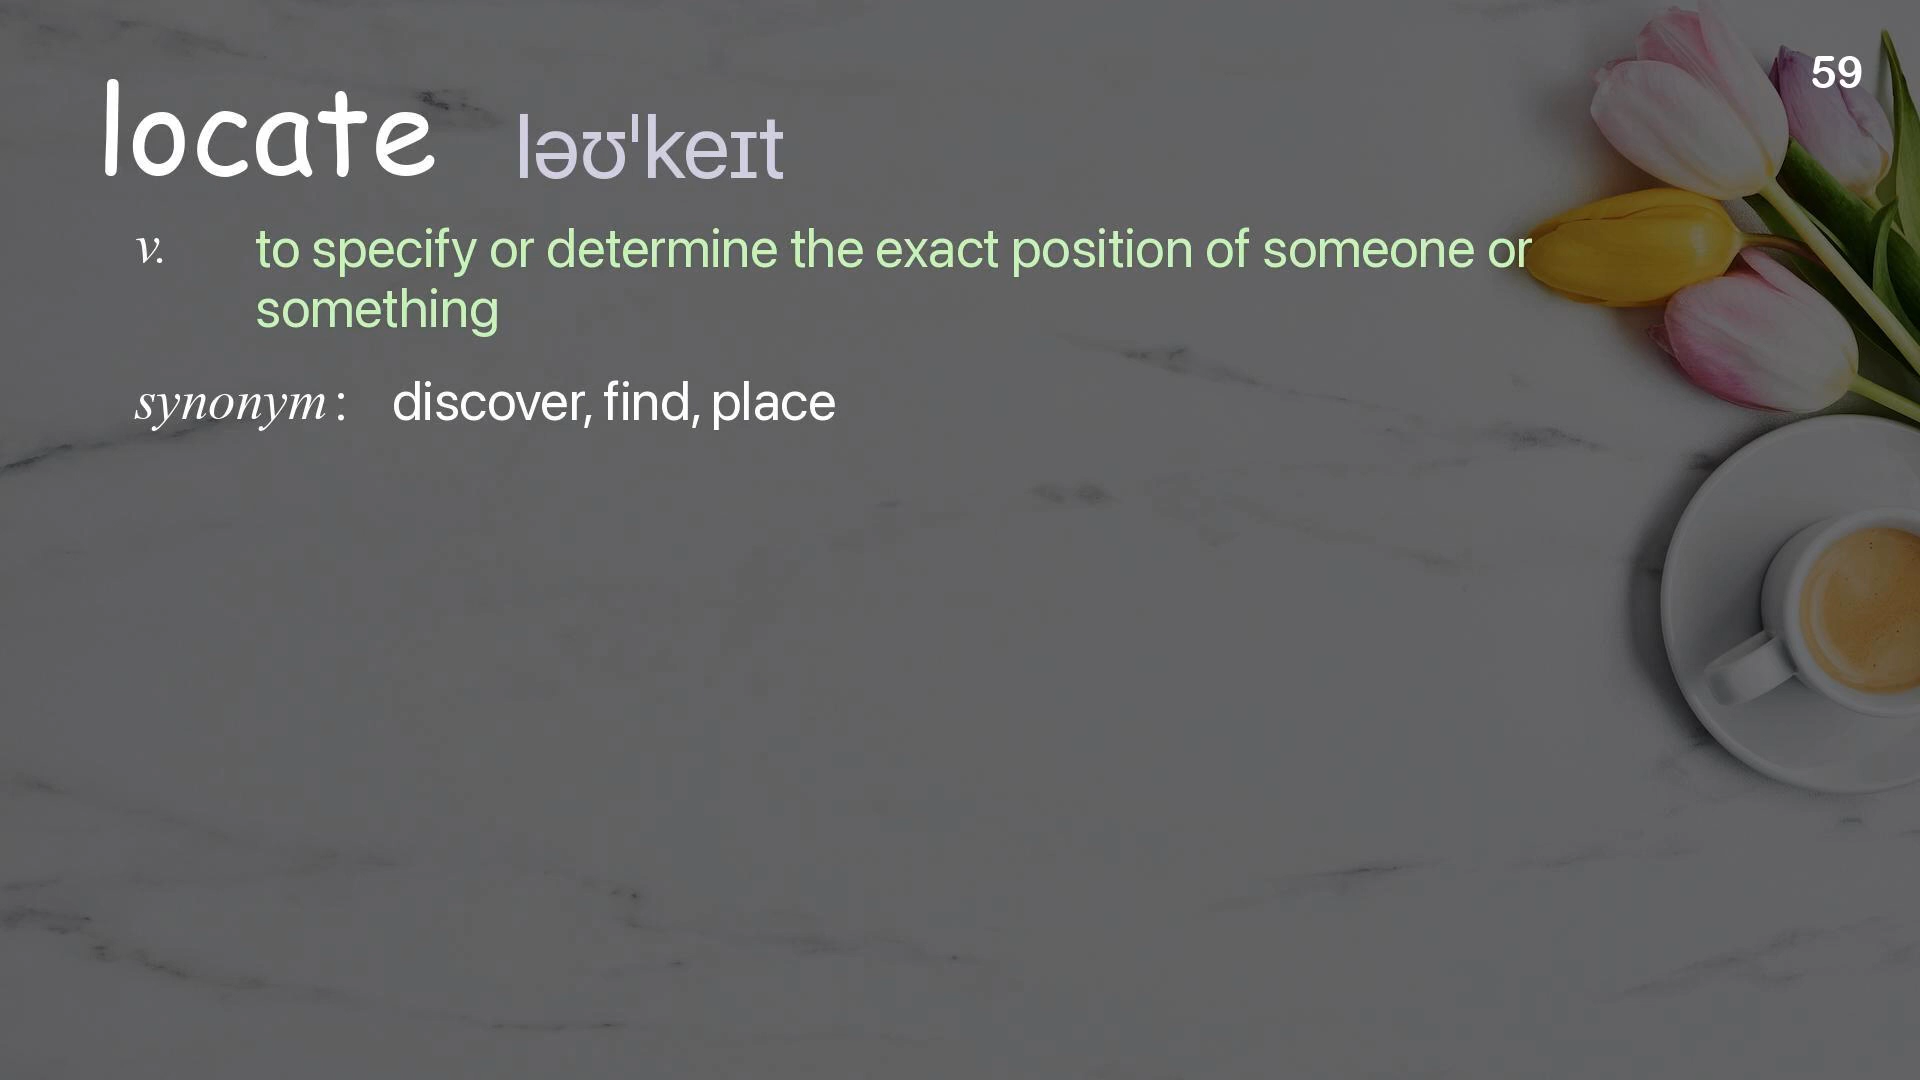 59
locate ləʊˈkeɪt
v. to specify or determine the exact position of someone or
something
synonym : discover, find, place